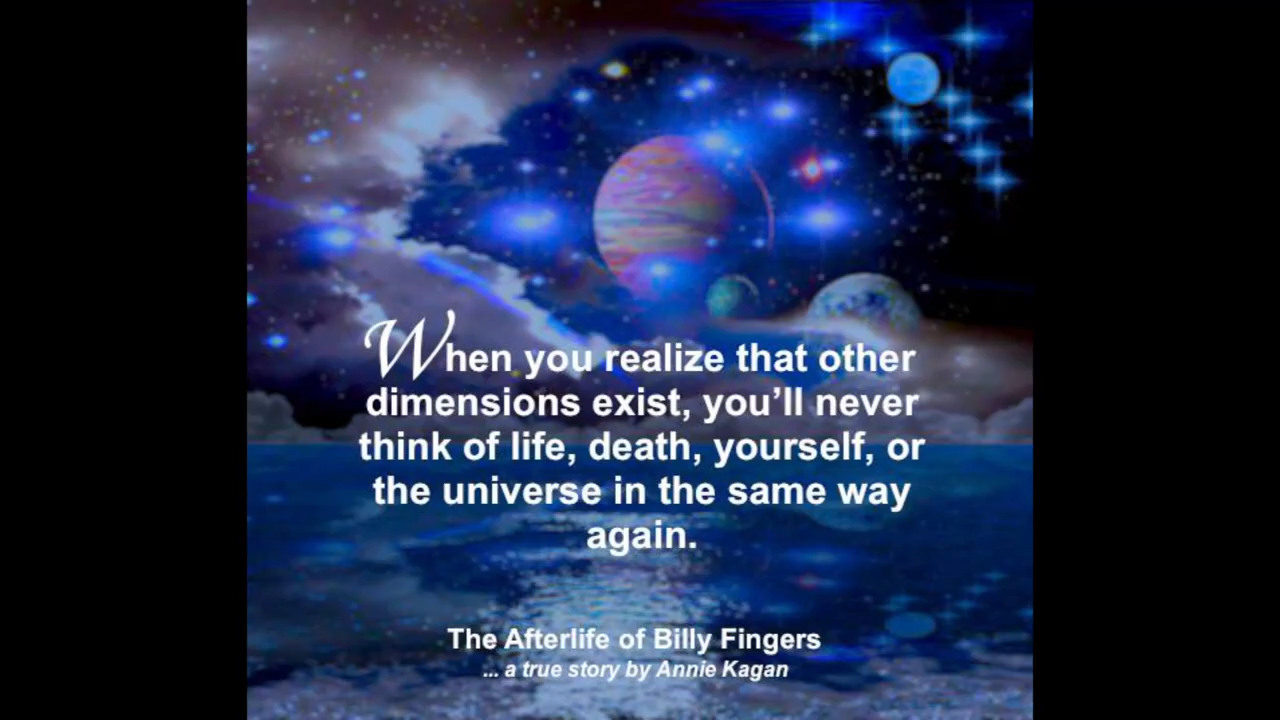 When you realize that other
dimensions exist, you’ll never
think of life, death, yourself, or
the universe in the same way
again.
The Afterlife of Billy Fingers
... a true story by Annie Kagan